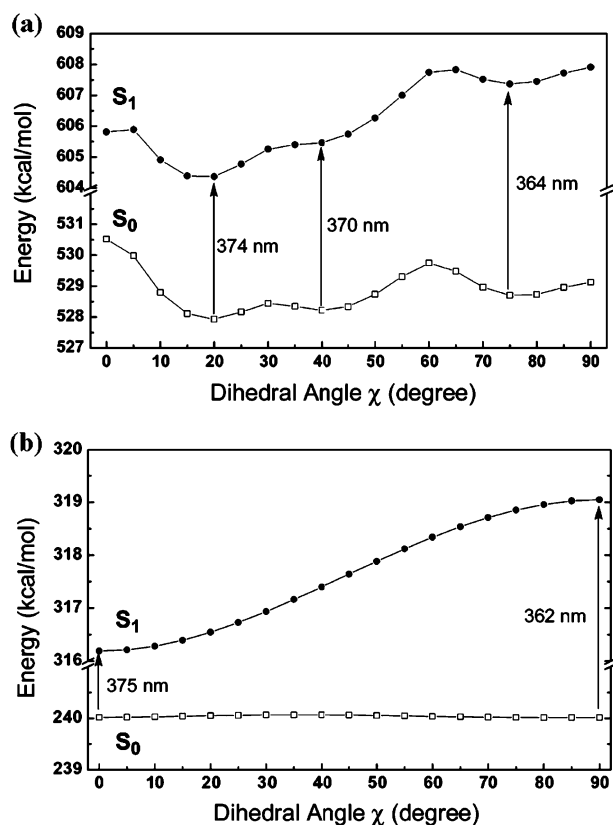 (a)
609
608
607
606
605
604
531
530
529
528
527
Energy (kcal/mol)
S1
S0
374 nm
370 nm
364 nm
0 10 20 30 40 50 60 70 80 90
Dihedral Angle χ (degree)
(b)
320
319
318
317
316
240
239
Energy (kcal/mol)
S1
S0
375 nm
362 nm
0 10 20 30 40 50 60 70 80 90
Dihedral Angle χ (degree)